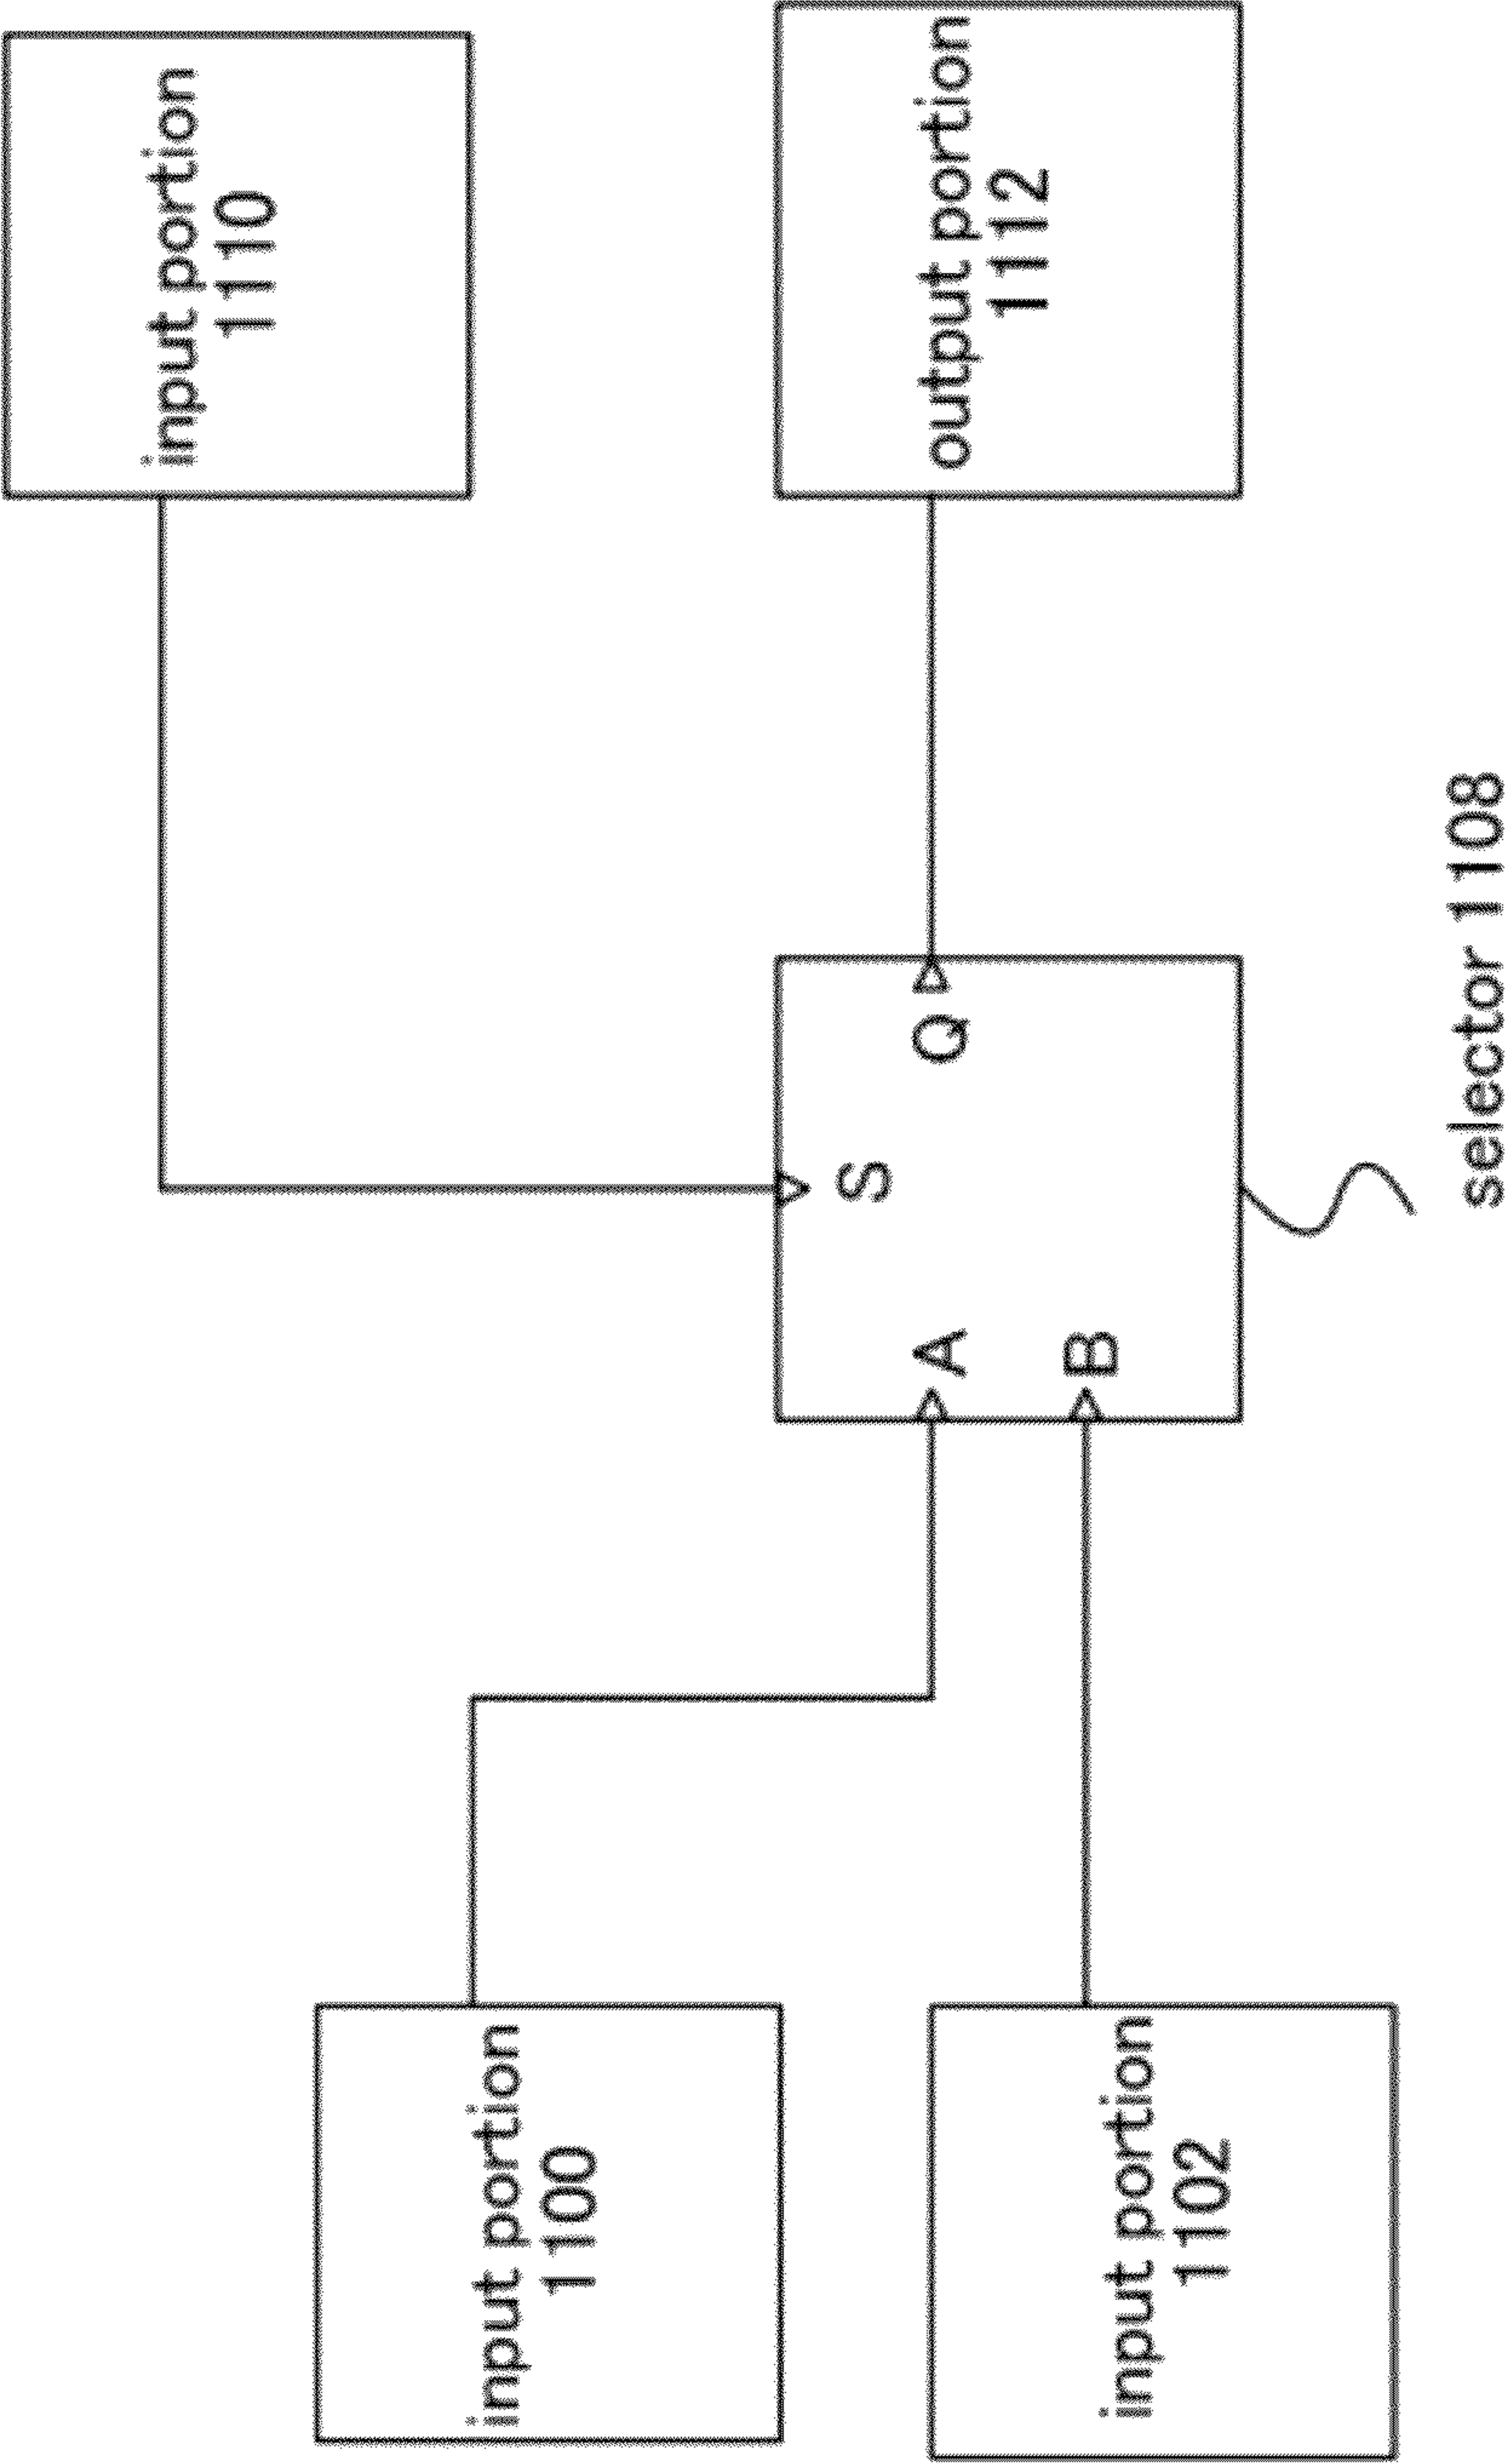 input portion
1110
output portion
1112
S
Q
A
B
selector 1108
input portion
1100
input portion
1102